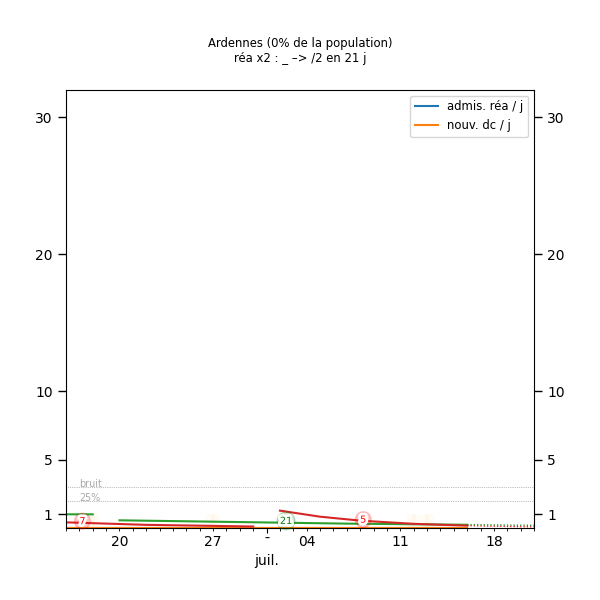 Ardennes (0% de la population)
réa x2 : _ –> /2 en 21 j
admis. réa / j
nouv. dc / j
30 30
20 20
10 10
5 5
bruit
25%
1 1
7 21 5
20 27 - 04 11 18
juil.